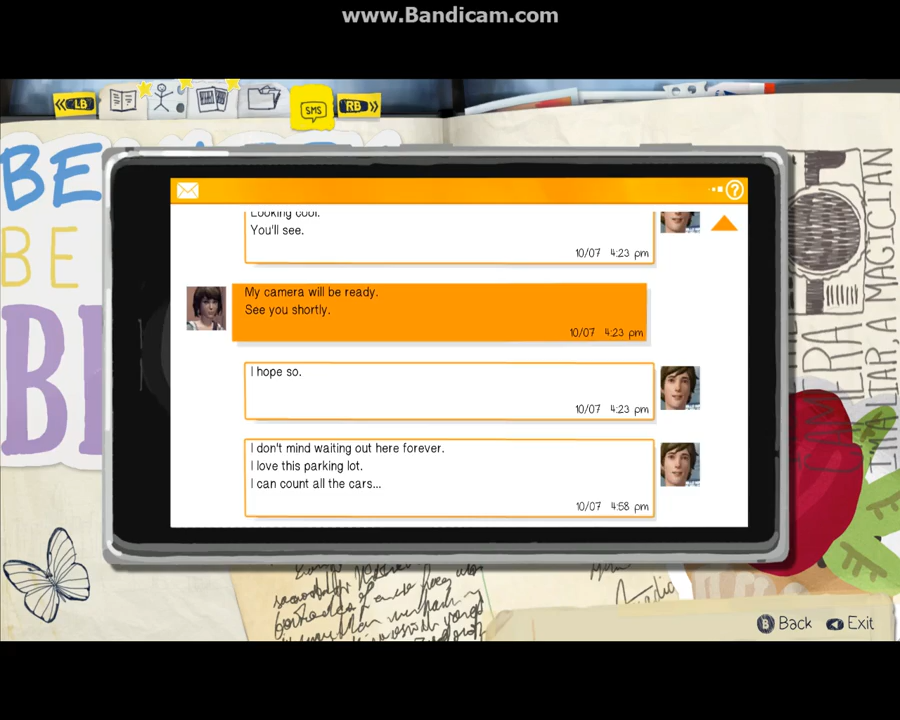 www.Bandicam.com
«LB
SMS
RB»
BE
BE
?
Looking cool.
You'll see.
10/07 4:23 pm
My camera will be ready.
See you shortly.
10/07 4:23 pm
I hope so.
10/07 4:23 pm
I don't mind waiting out here forever.
I love this parking lot.
I can count all the cars...
10/07 4:58 pm
A MAGICIAN
B Back
Exit